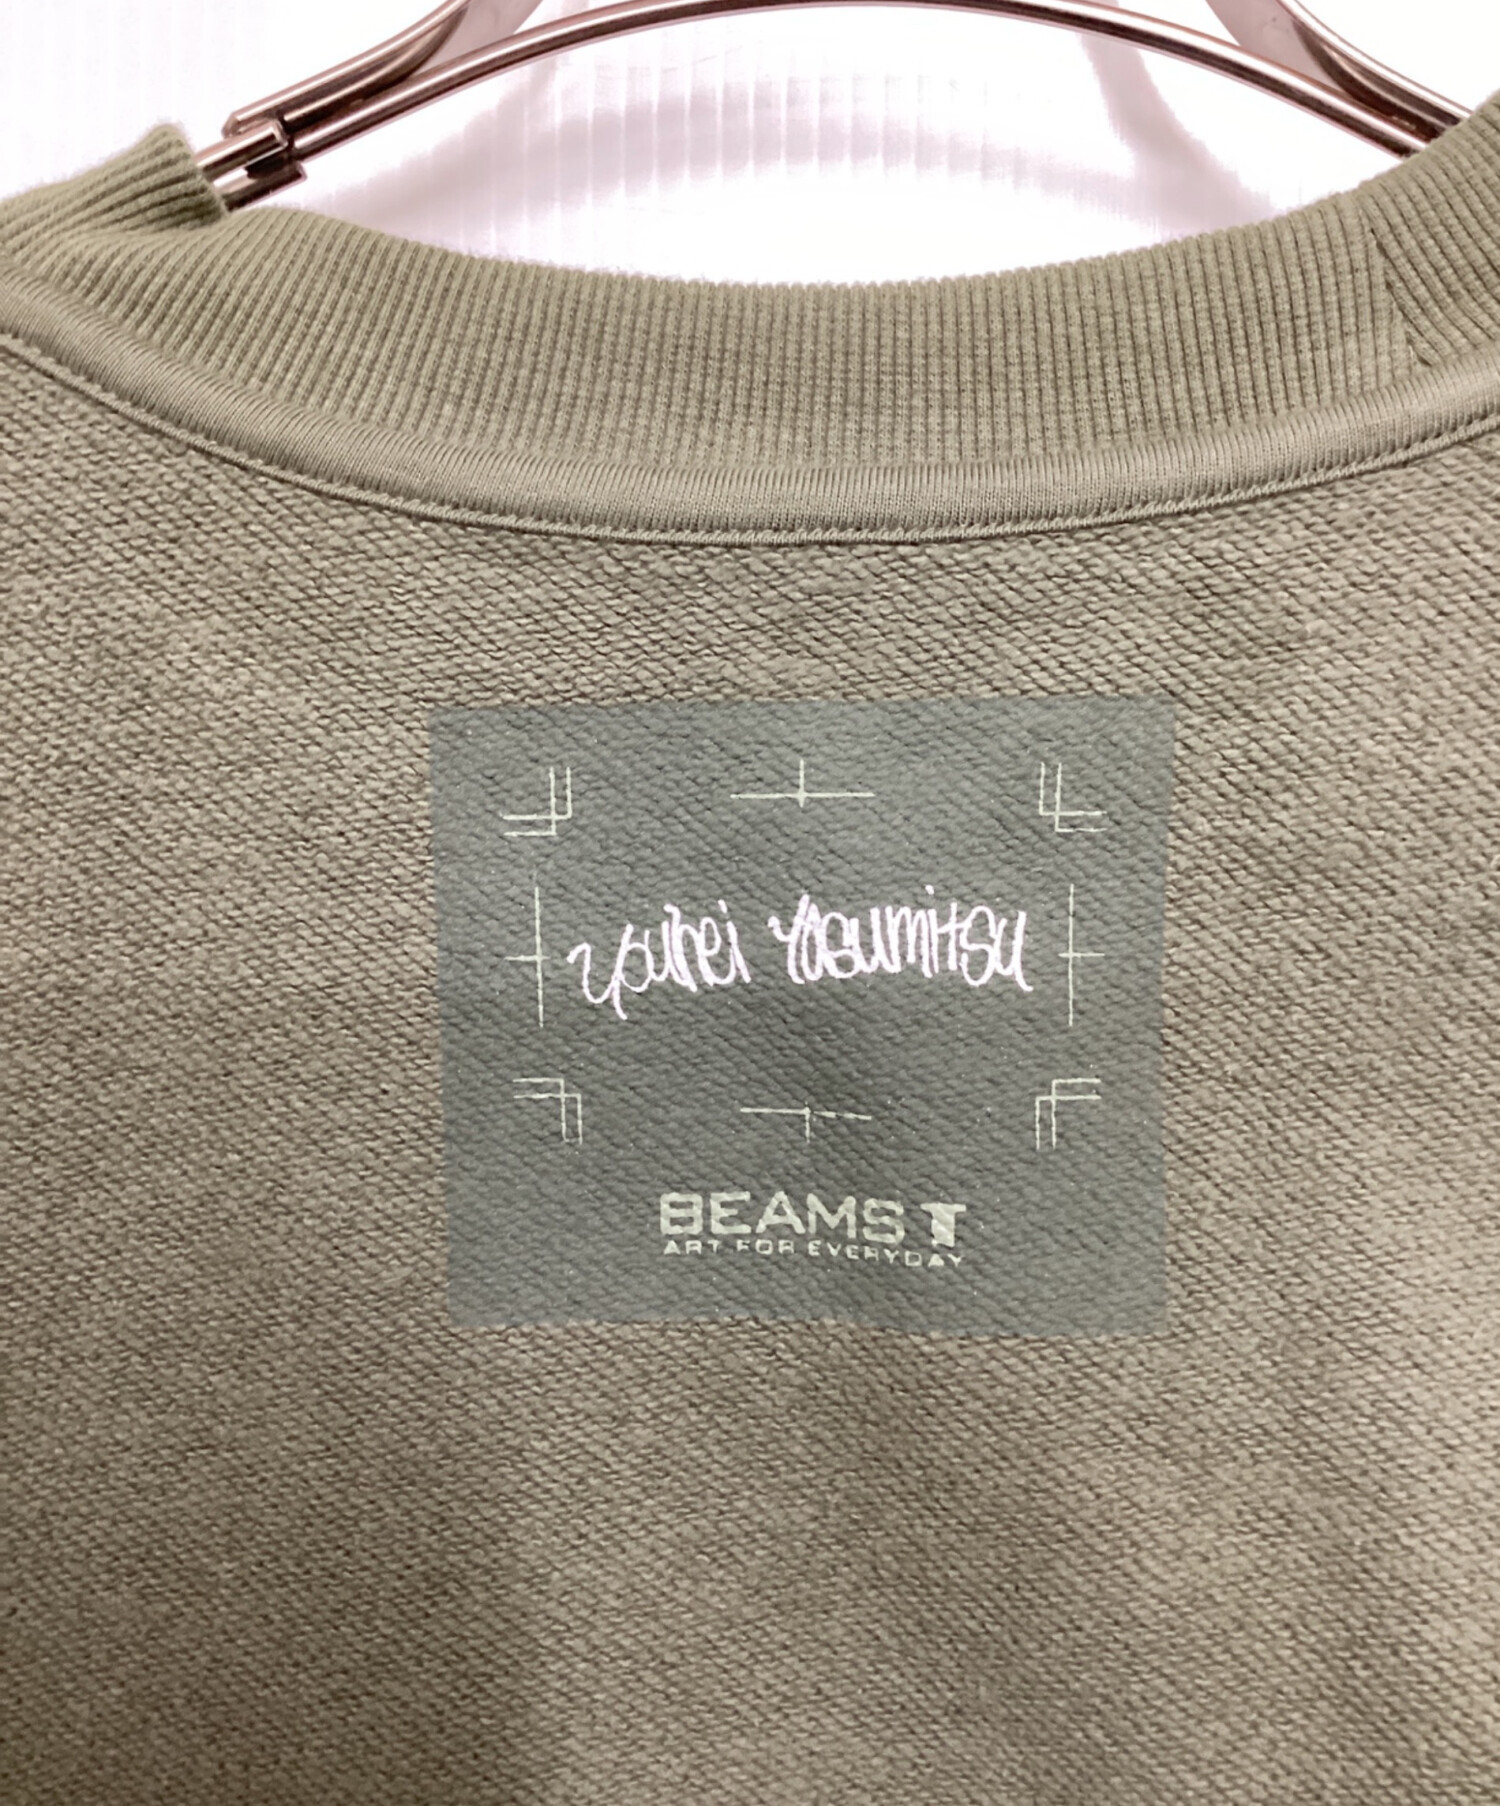 youhei Yasumitsu
BEAMS T
ART FOR EVERYDAY